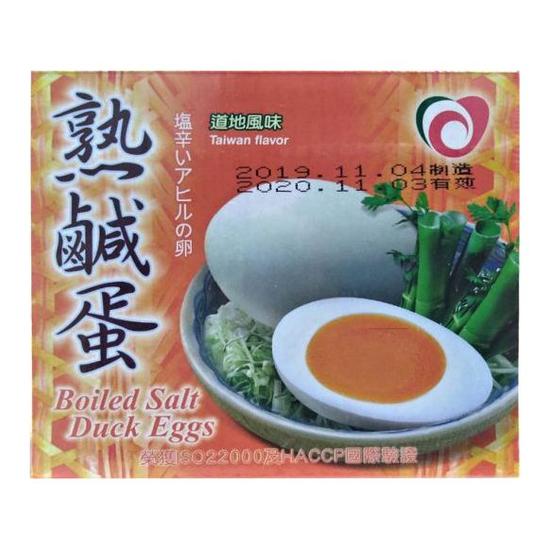 熟鹹蛋
塩辛いアヒルの卵
道地風味
Taiwan flavor
2019.11.04制造
2020.11.03有效
Boiled Salt
Duck Eggs
榮獲ISO22000及HACCP國際驗證